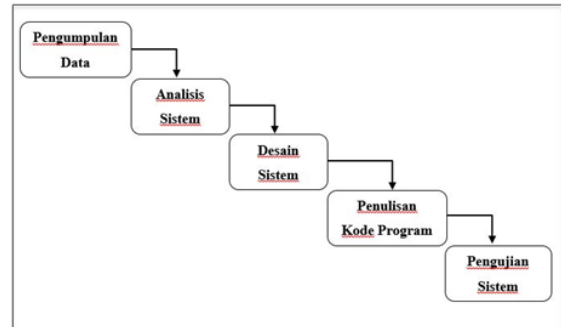 Pengumpulan
Data
Analisis
Sistem
Desain
Sistem
Penulisan
Kode Program
Pengujian
Sistem